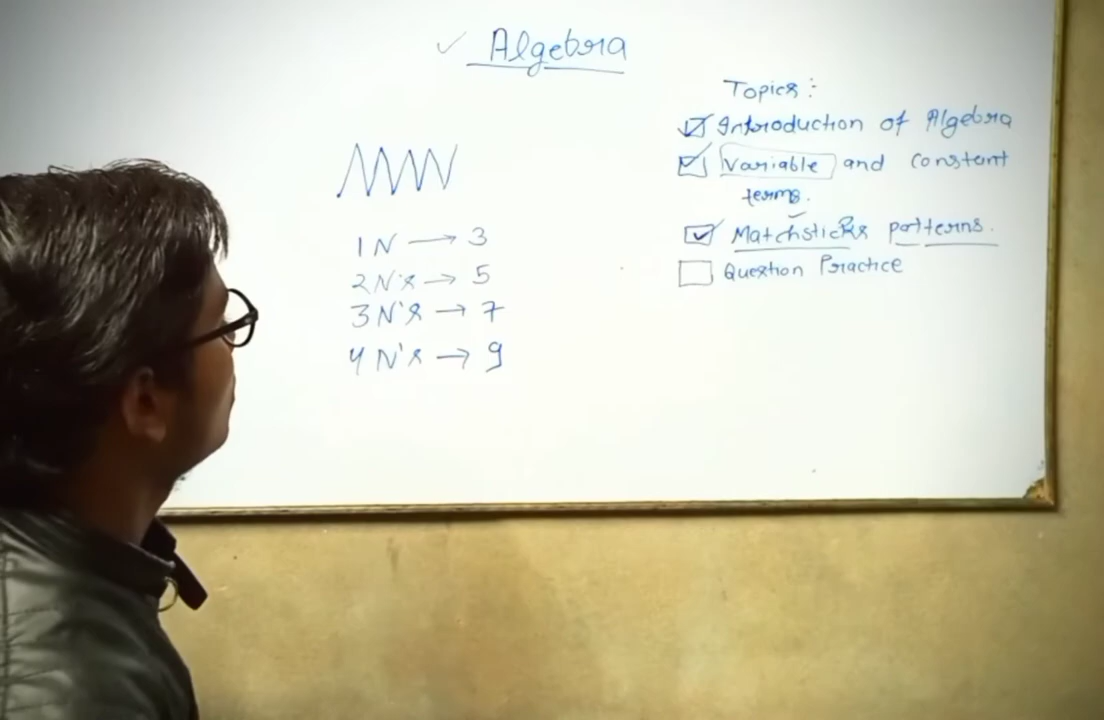 ✓ Algebra
1 N → 3
2 N's → 5
3 N's → 7
4 N's → 9
Topics :
☑ Introduction of Algebra
☑ Variable and Constant
terms.
☑ Matchsticks patterns.
☐ Question Practice